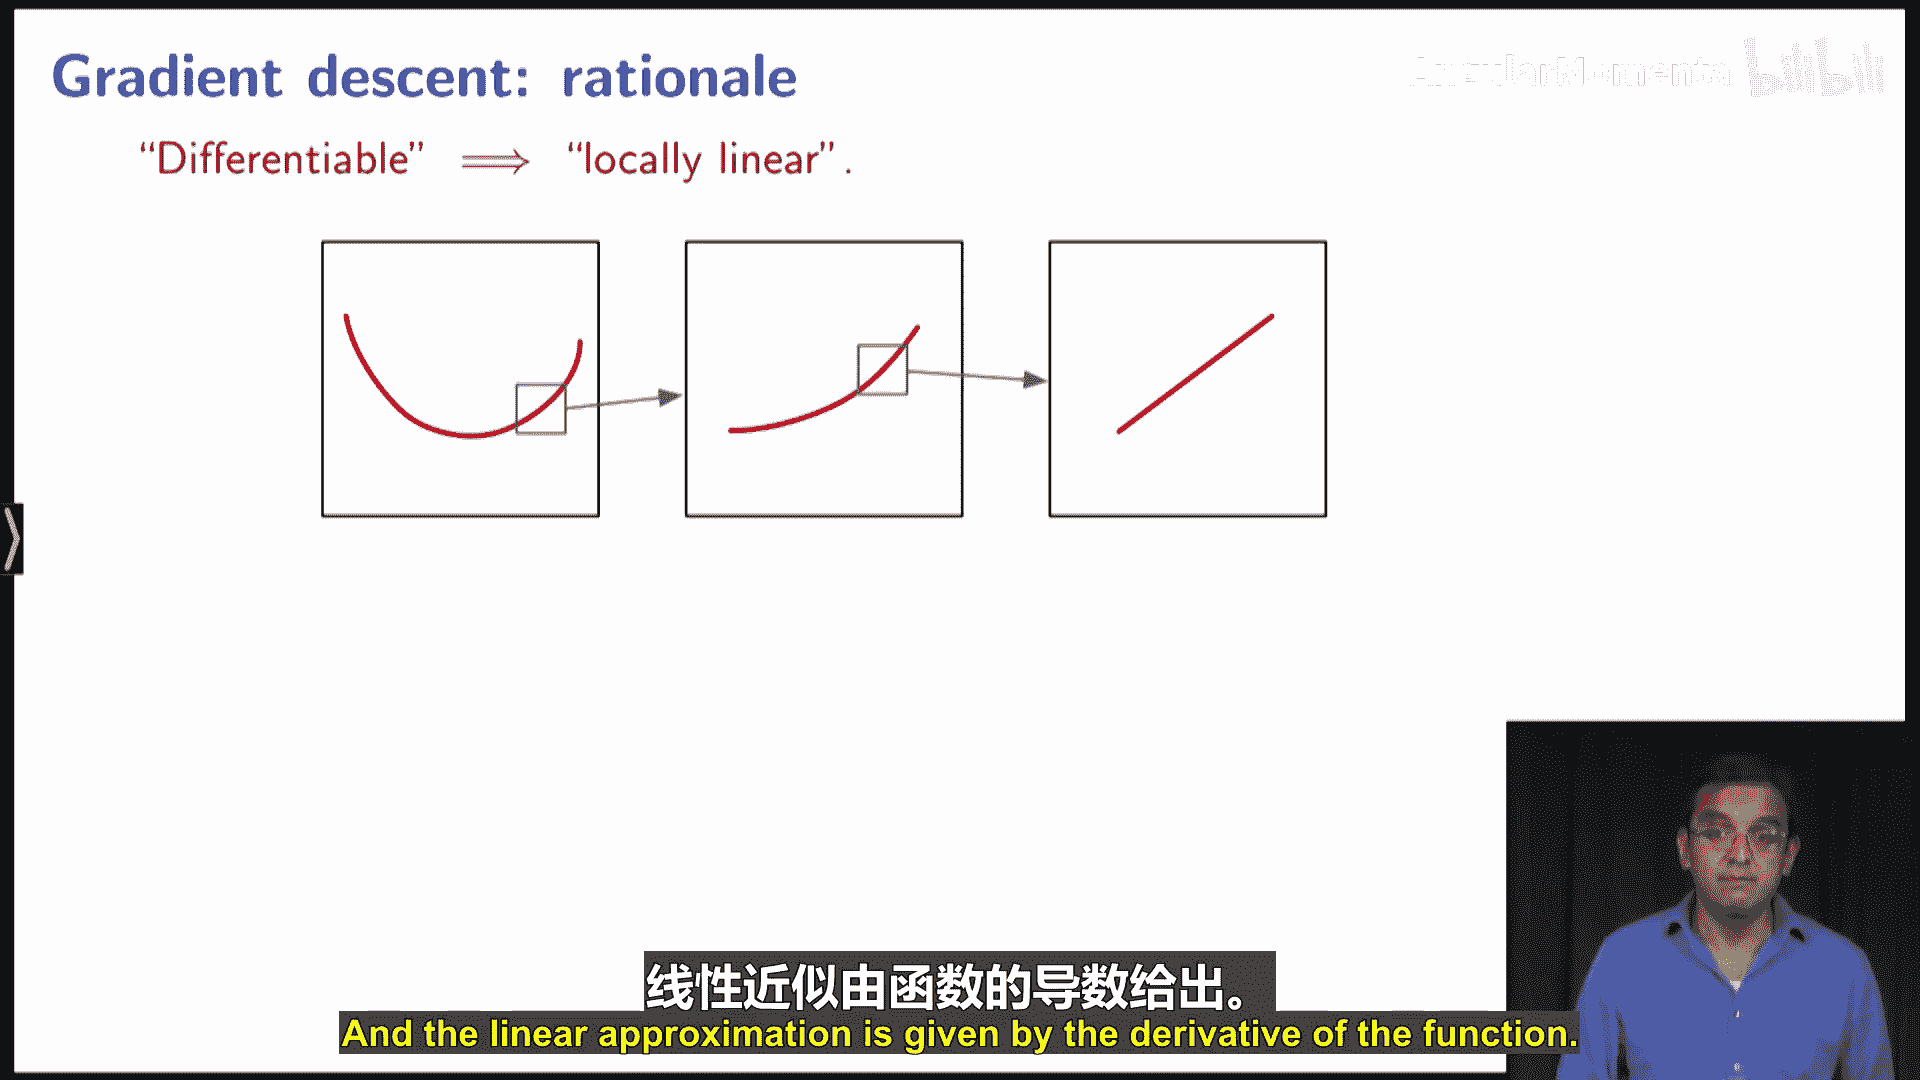 Gradient descent: rationale
bilibili
“Differentiable” ⟹ “locally linear”.
线性近似由函数的导数给出。
And the linear approximation is given by the derivative of the function.